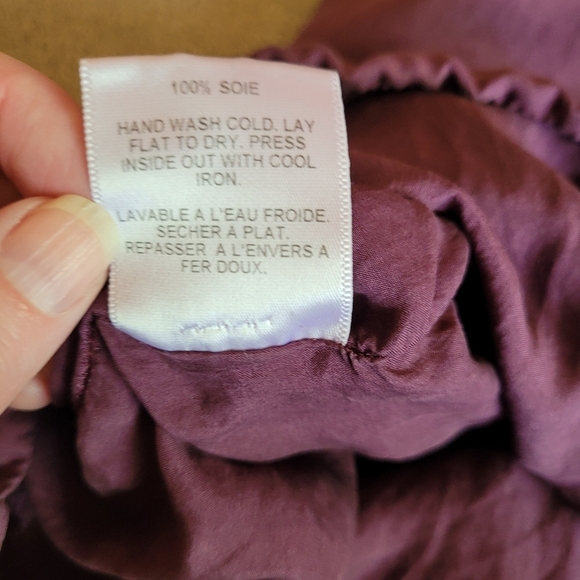 100% SOIE
HAND WASH COLD. LAY
FLAT TO DRY. PRESS
INSIDE OUT WITH COOL
IRON.
LAVABLE A L'EAU FROIDE.
SECHER A PLAT.
REPASSER A L'ENVERS A
FER DOUX.